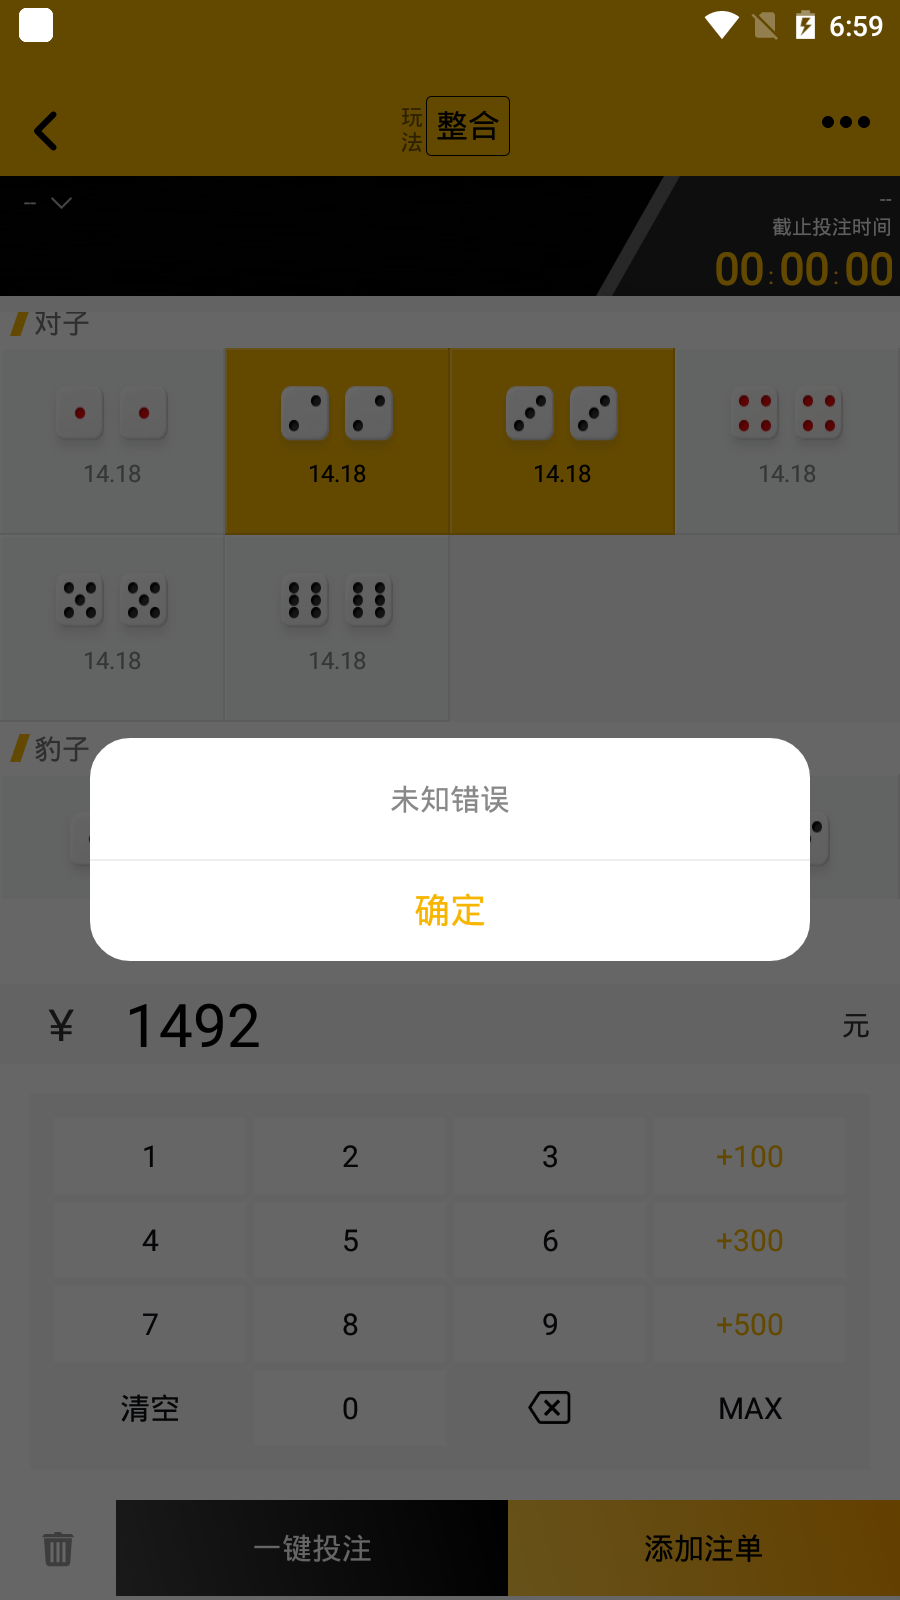 6:59
玩法
整合
--
--
截止投注时间
00:00:00
对子
14.18
14.18
14.18
14.18
14.18
14.18
豹子
未知错误
确定
¥ 1492 元
1 2 3 +100
4 5 6 +300
7 8 9 +500
清空 0 MAX
一键投注 添加注单